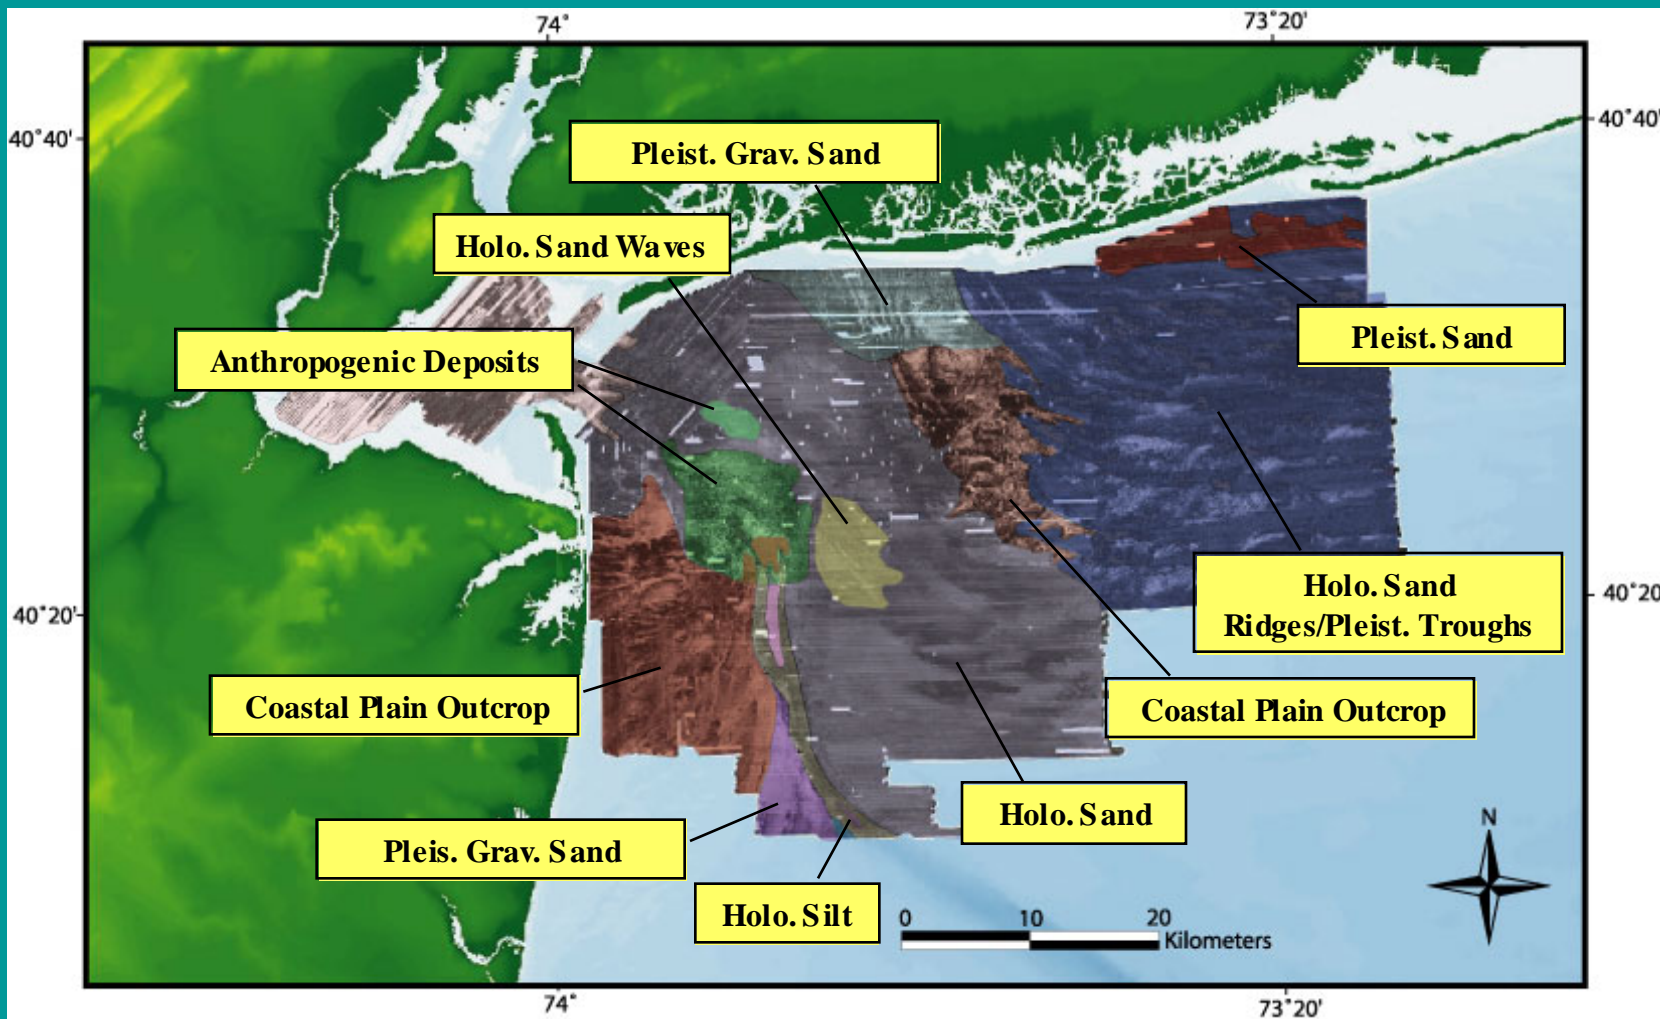 74°
73°20'
40°40'
40°40'
Pleist. Grav. Sand
Holo. Sand Waves
Pleist. Sand
Anthropogenic Deposits
Holo. Sand
Ridges/Pleist. Troughs
40°20'
40°20'
Coastal Plain Outcrop
Coastal Plain Outcrop
Holo. Sand
Pleis. Grav. Sand
Holo. Silt
N
0 10 20
Kilometers
74°
73°20'